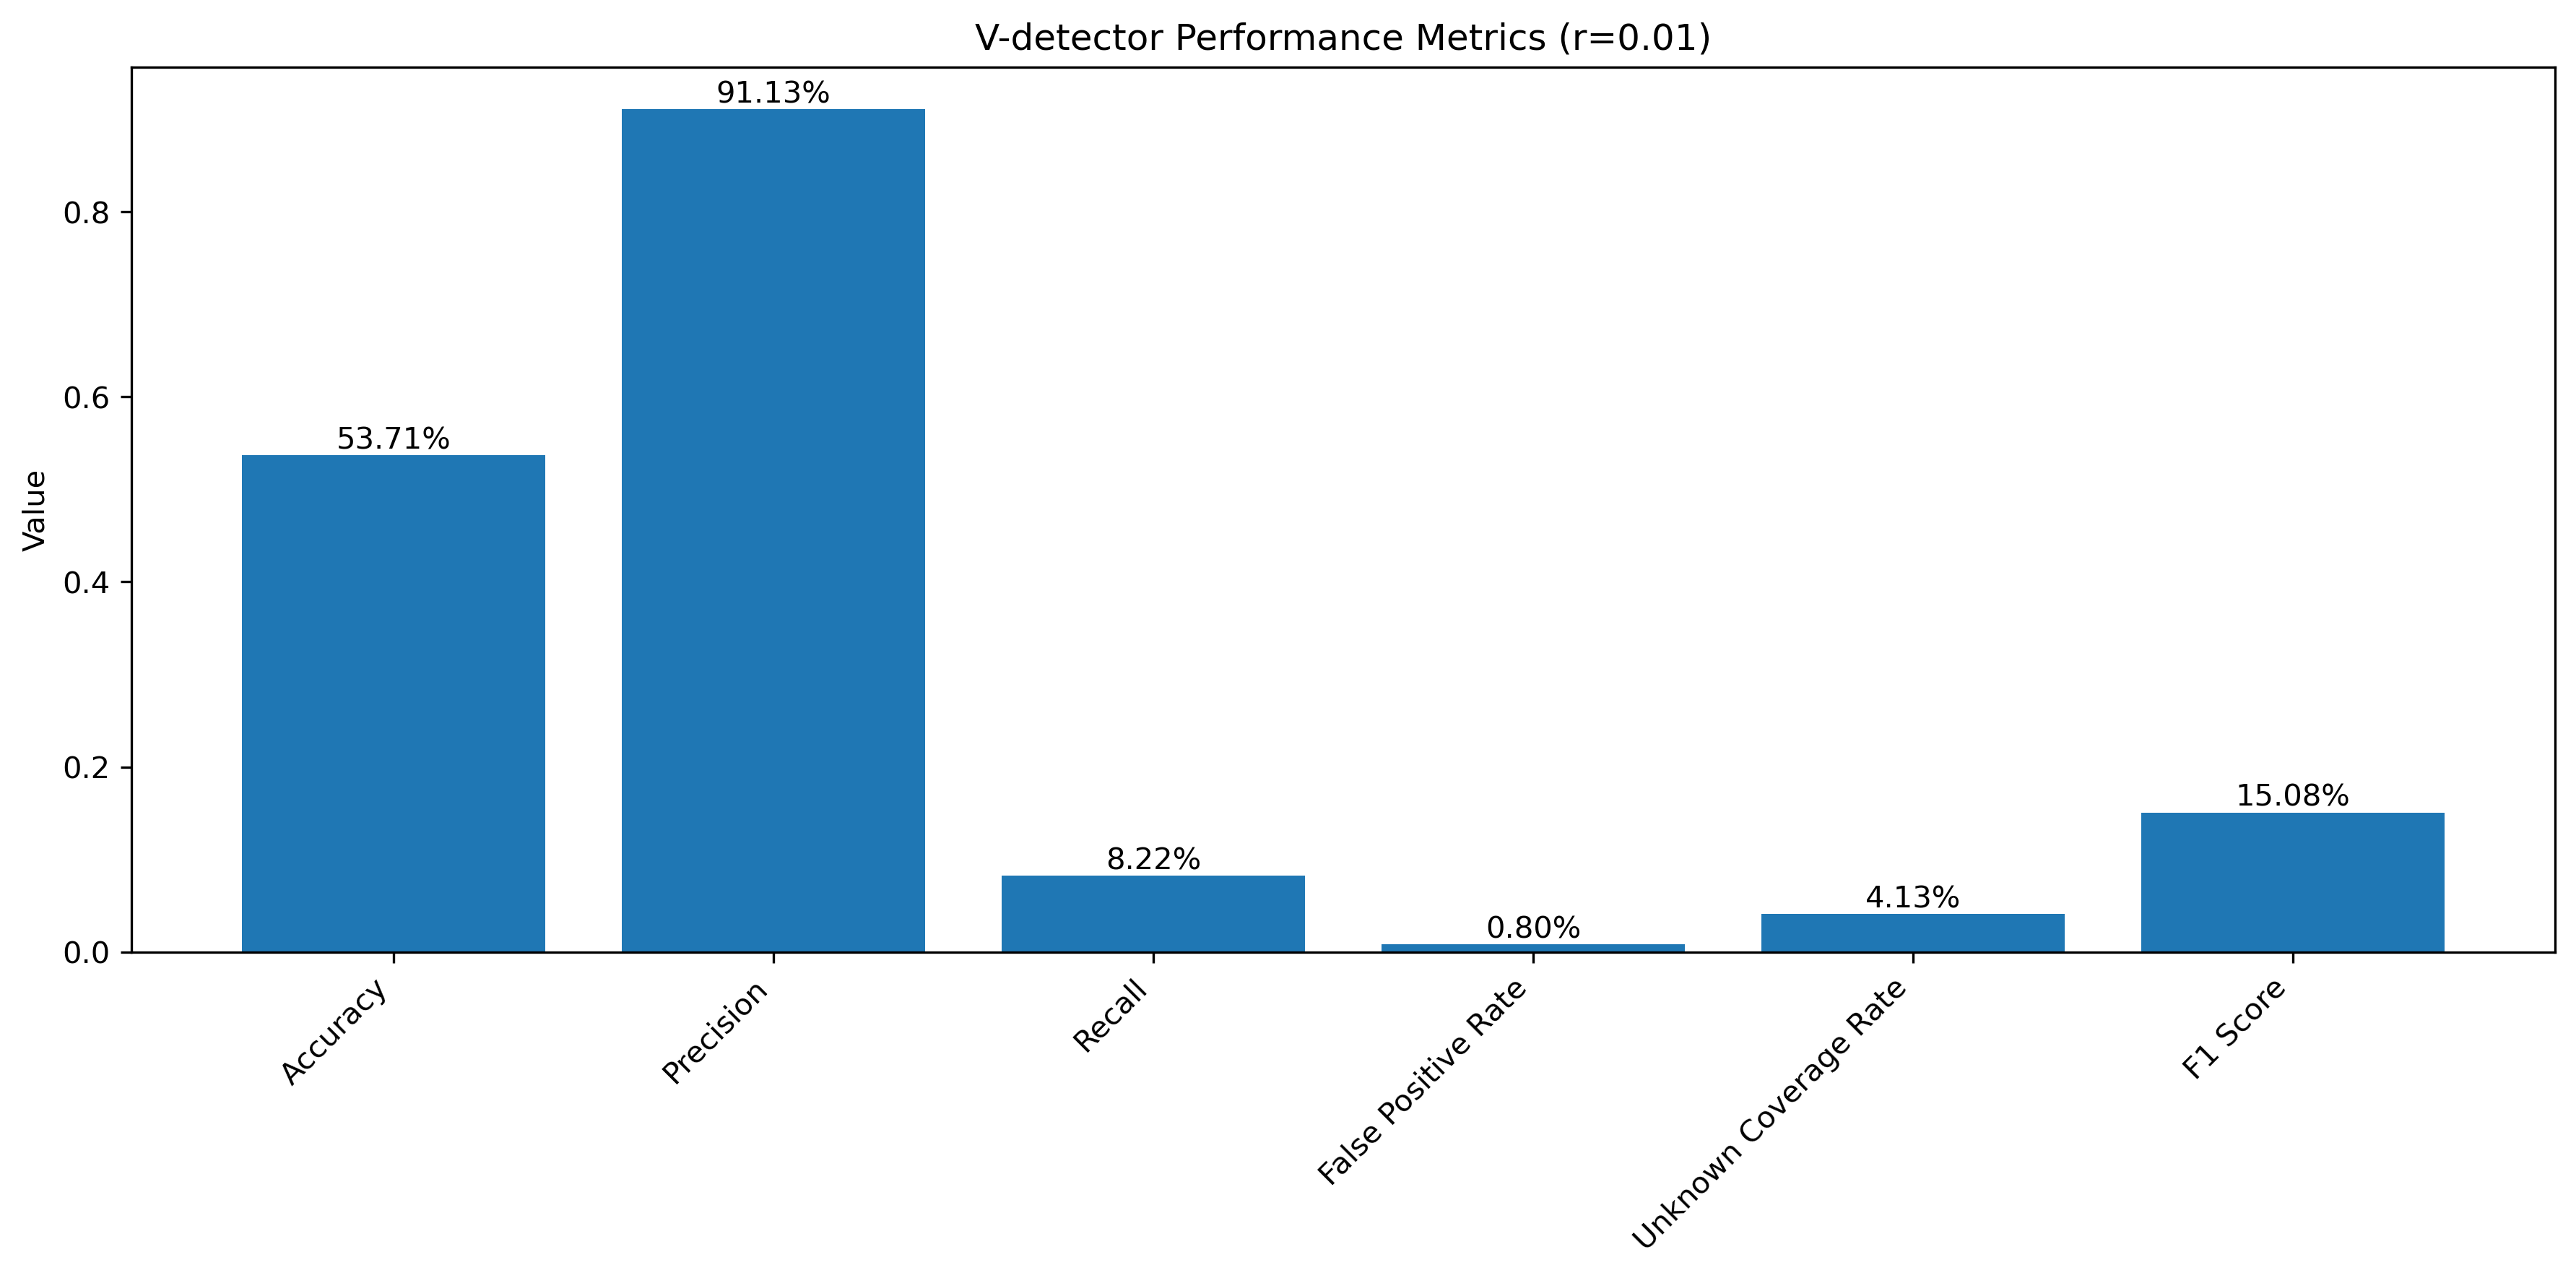 V-detector Performance Metrics (r=0.01)
Value
0.8
0.6
0.4
0.2
0.0
53.71%
91.13%
8.22%
0.80%
4.13%
15.08%
Accuracy
Precision
Recall
False Positive Rate
Unknown Coverage Rate
F1 Score